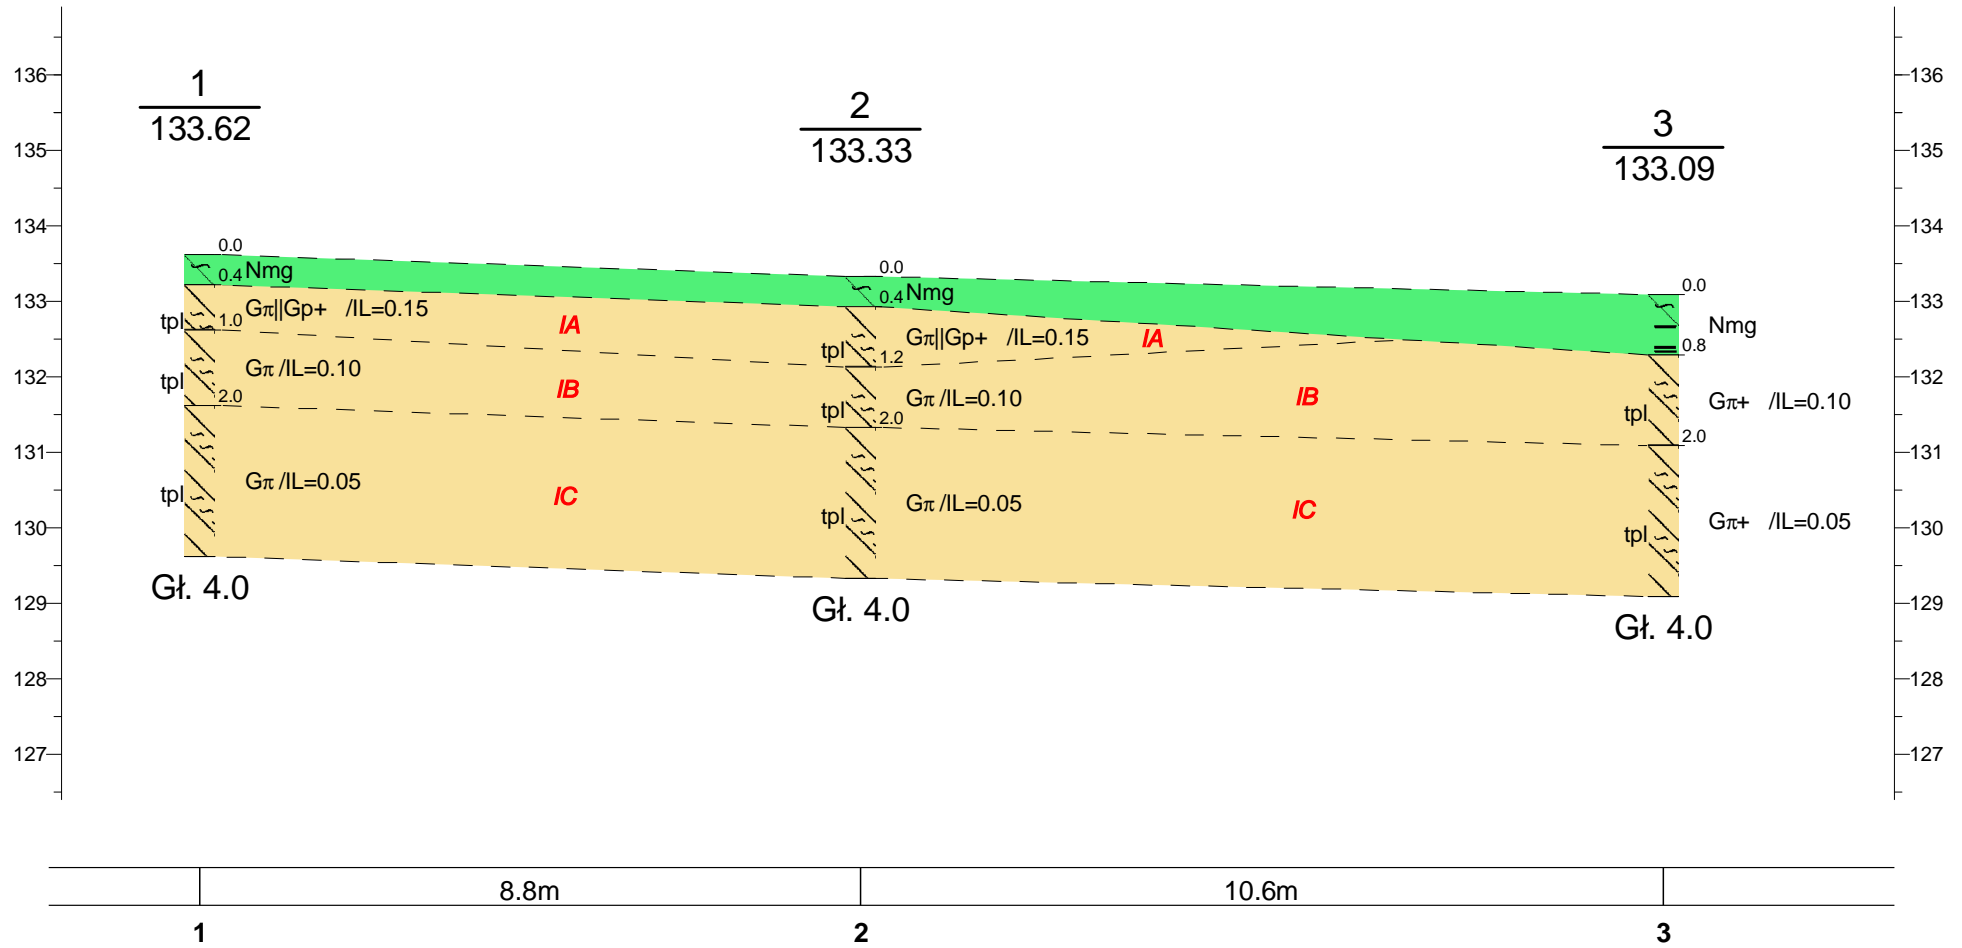 136
136
1
133.62
2
133.33
3
133.09
135
135
134
134
0.0
0.0
0.0
0.4 Nmg
0.4 Nmg
Nmg
133
133
Gπ||Gp+ /IL=0.15
IA
tpl 1.0
Gπ||Gp+ /IL=0.15
IA
0.8
tpl 1.2
132
132
Gπ/IL=0.10
IB
tpl
2.0
Gπ/IL=0.10
IB
tpl
2.0
Gπ+ /IL=0.10
tpl
2.0
131
131
Gπ/IL=0.05
IC
tpl
Gπ/IL=0.05
IC
tpl
Gπ+ /IL=0.05
tpl
130
130
Gł. 4.0
Gł. 4.0
Gł. 4.0
129
129
128
128
127
127
8.8m
10.6m
1
2
3